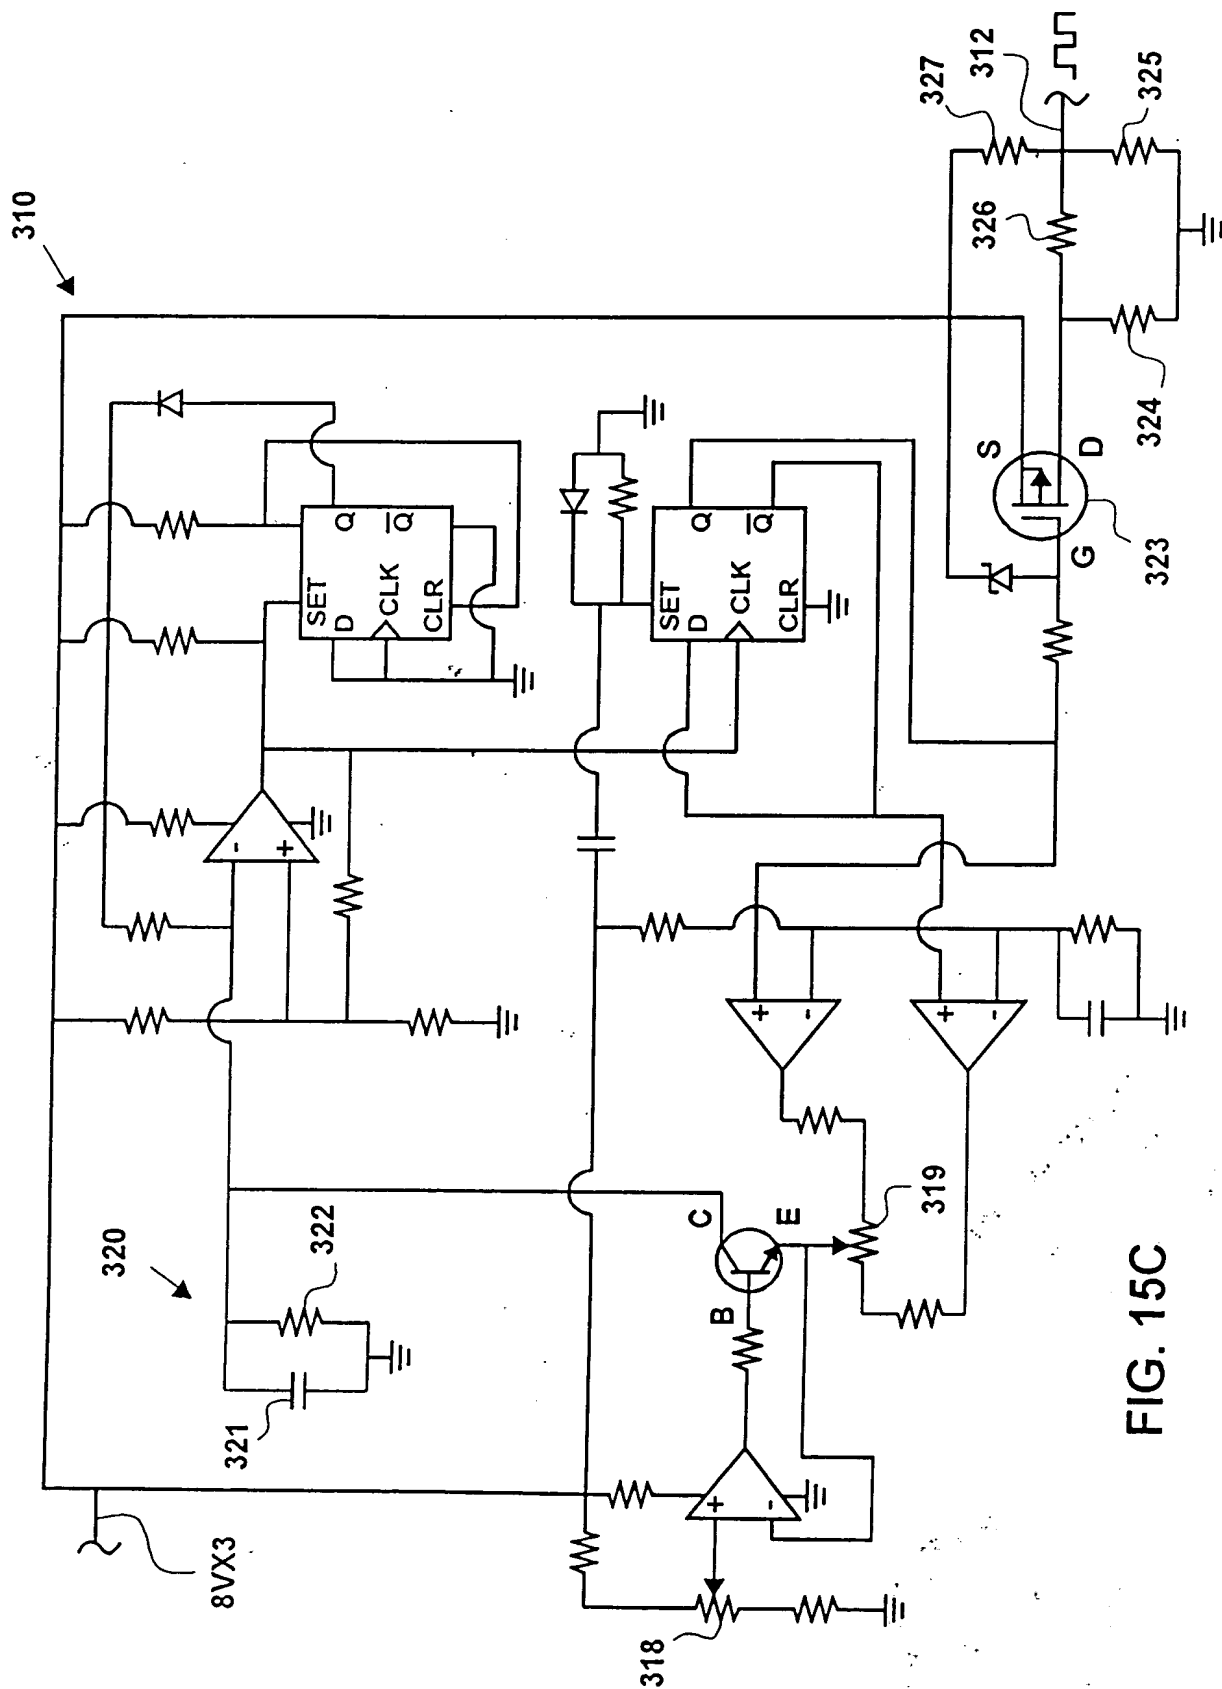 310
327
312
325
326
324
323
S
D
G
SET
D
CLK
CLR
Q
Q
SET
D
CLK
CLR
Q
Q
-
+
+
-
+
-
+
-
320
322
321
8VX3
318
319
C
B
E
FIG. 15C